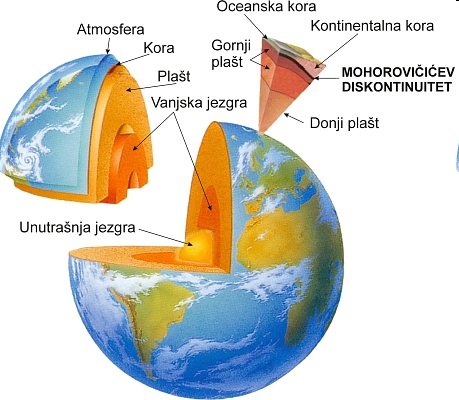 Oceanska kora
Atmosfera
Kontinentalna kora
Kora
Gornji
plašt
Plašt
MOHOROVIČIĆEV
DISKONTINUITET
Vanjska jezgra
Donji plašt
Unutrašnja jezgra